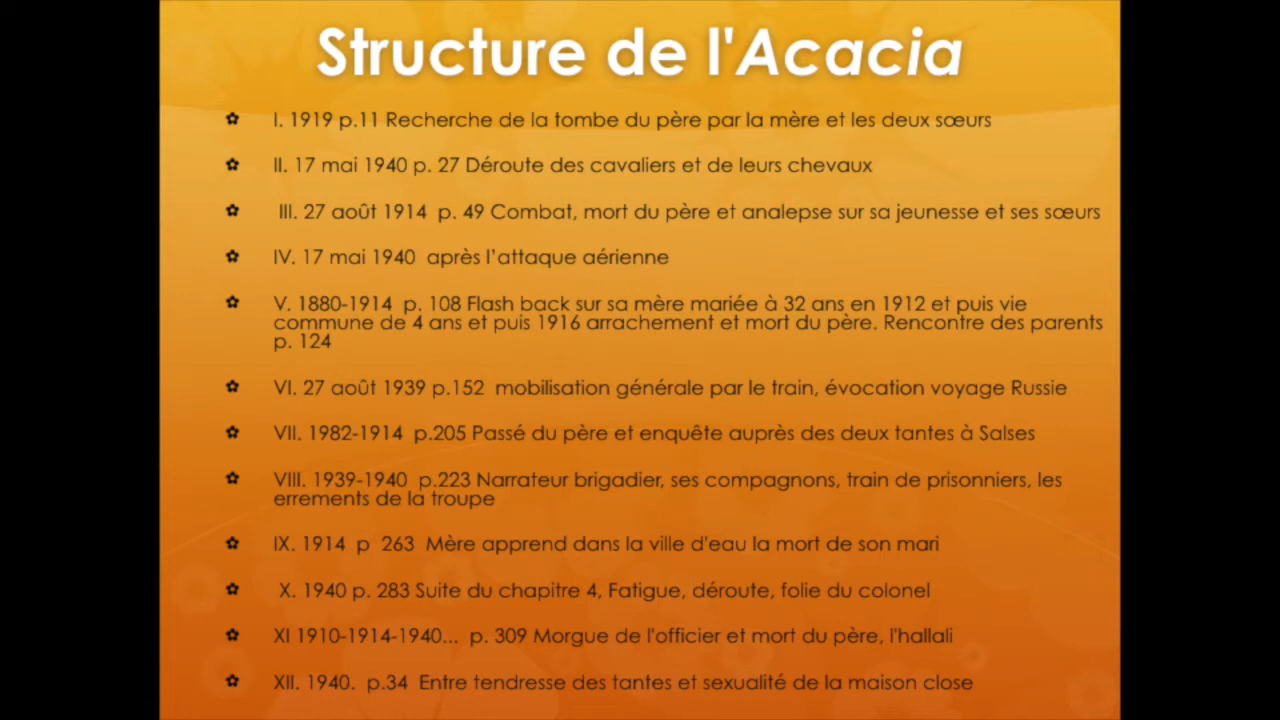 Structure de l'Acacia
I. 1919 p.11 Recherche de la tombe du père par la mère et les deux sœurs
II. 17 mai 1940 p. 27 Déroute des cavaliers et de leurs chevaux
III. 27 août 1914 p. 49 Combat, mort du père et analepse sur sa jeunesse et ses sœurs
IV. 17 mai 1940 après l'attaque aérienne
V. 1880-1914 p. 108 Flash back sur sa mère mariée à 32 ans en 1912 et puis vie
commune de 4 ans et puis 1916 arrachement et mort du père. Rencontre des parents
p. 124
VI. 27 août 1939 p.152 mobilisation générale par le train, évocation voyage Russie
VII. 1982-1914 p.205 Passé du père et enquête auprès des deux tantes à Salses
VIII. 1939-1940 p.223 Narrateur brigadier, ses compagnons, train de prisonniers, les
errements de la troupe
IX. 1914 p 263 Mère apprend dans la ville d'eau la mort de son mari
X. 1940 p. 283 Suite du chapitre 4, Fatigue, déroute, folie du colonel
XI 1910-1914-1940... p. 309 Morgue de l'officier et mort du père, l'hallali
XII. 1940. p.34 Entre tendresse des tantes et sexualité de la maison close